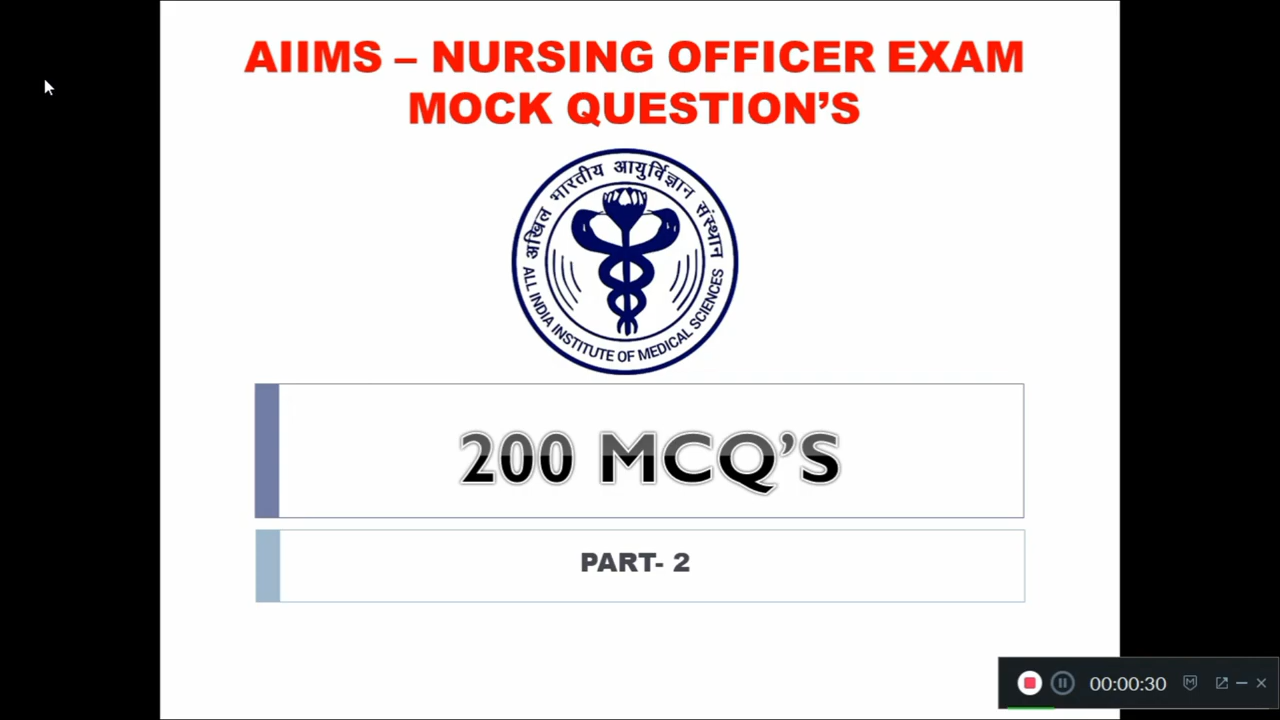 AIIMS – NURSING OFFICER EXAM
MOCK QUESTION'S
अखिल भारतीय आयुर्विज्ञान संस्थान
ALL INDIA INSTITUTE OF MEDICAL SCIENCES
200 MCQ'S
PART- 2
00:00:30